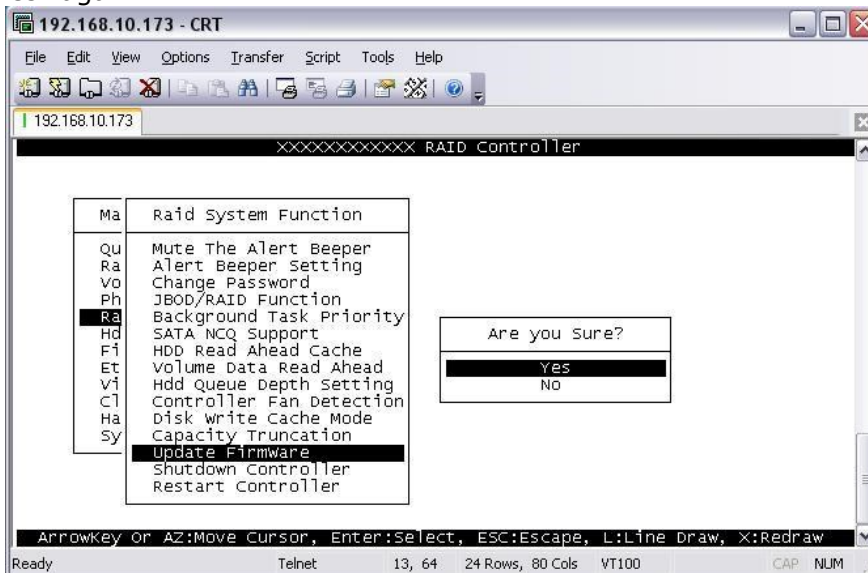 192.168.10.173 - CRT
File Edit View Options Transfer Script Tools Help
192.168.10.173
XXXXXXXXXXXX RAID Controller
Ma
Qu
Ra
Vo
Ph
Ra
Hd
Fi
Et
Vi
Cl
Ha
Sy
Raid System Function
Mute The Alert Beeper
Alert Beeper Setting
Change Password
JBOD/RAID Function
Background Task Priority
SATA NCQ Support
HDD Read Ahead Cache
Volume Data Read Ahead
Hdd Queue Depth Setting
Controller Fan Detection
Disk Write Cache Mode
Capacity Truncation
Update FirmWare
Shutdown Controller
Restart Controller
Are you Sure?
Yes
No
ArrowKey Or AZ:Move Cursor, Enter:Select, ESC:Escape, L:Line Draw, X:Redraw
Ready Telnet 13, 64 24 Rows, 80 Cols VT100 CAP NUM